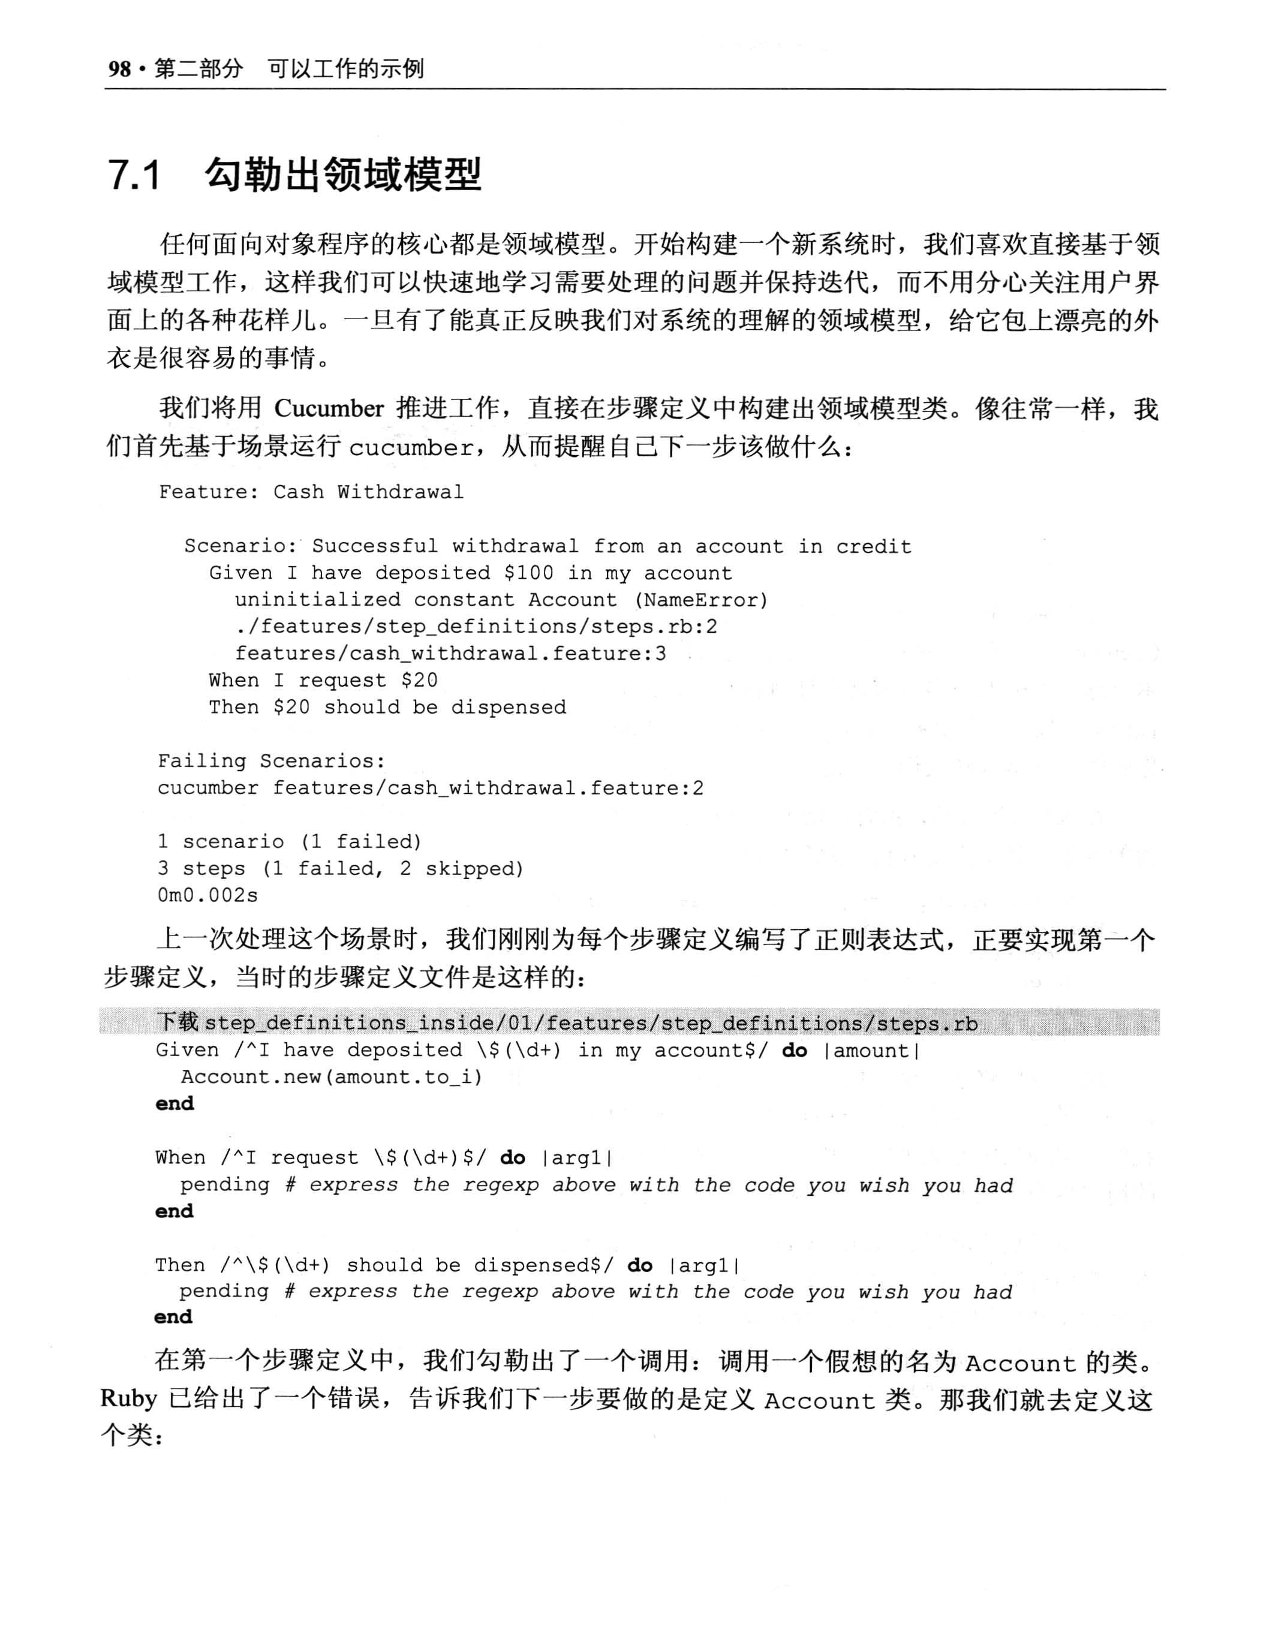 98·第二部分　可以工作的示例
7.1　勾勒出领域模型
任何面向对象程序的核心都是领域模型。开始构建一个新系统时，我们喜欢直接基于领
域模型工作，这样我们可以快速地学习需要处理的问题并保持迭代，而不用分心关注用户界
面上的各种花样儿。一旦有了能真正反映我们对系统的理解的领域模型，给它包上漂亮的外
衣是很容易的事情。
我们将用 Cucumber 推进工作，直接在步骤定义中构建出领域模型类。像往常一样，我
们首先基于场景运行 cucumber，从而提醒自己下一步该做什么：
Feature: Cash Withdrawal
Scenario: Successful withdrawal from an account in credit
Given I have deposited $100 in my account
uninitialized constant Account (NameError)
./features/step_definitions/steps.rb:2
features/cash_withdrawal.feature:3
When I request $20
Then $20 should be dispensed
Failing Scenarios:
cucumber features/cash_withdrawal.feature:2
1 scenario (1 failed)
3 steps (1 failed, 2 skipped)
0m0.002s
上一次处理这个场景时，我们刚刚为每个步骤定义编写了正则表达式，正要实现第一个
步骤定义，当时的步骤定义文件是这样的：
下载 step_definitions_inside/01/features/step_definitions/steps.rb
Given /^I have deposited \$(\d+) in my account$/ do |amount|
Account.new(amount.to_i)
end
When /^I request \$(\d+)$/ do |arg1|
pending # express the regexp above with the code you wish you had
end
Then /^\$(\d+) should be dispensed$/ do |arg1|
pending # express the regexp above with the code you wish you had
end
在第一个步骤定义中，我们勾勒出了一个调用：调用一个假想的名为 Account 的类。
Ruby 已给出了一个错误，告诉我们下一步要做的是定义 Account 类。那我们就去定义这
个类：